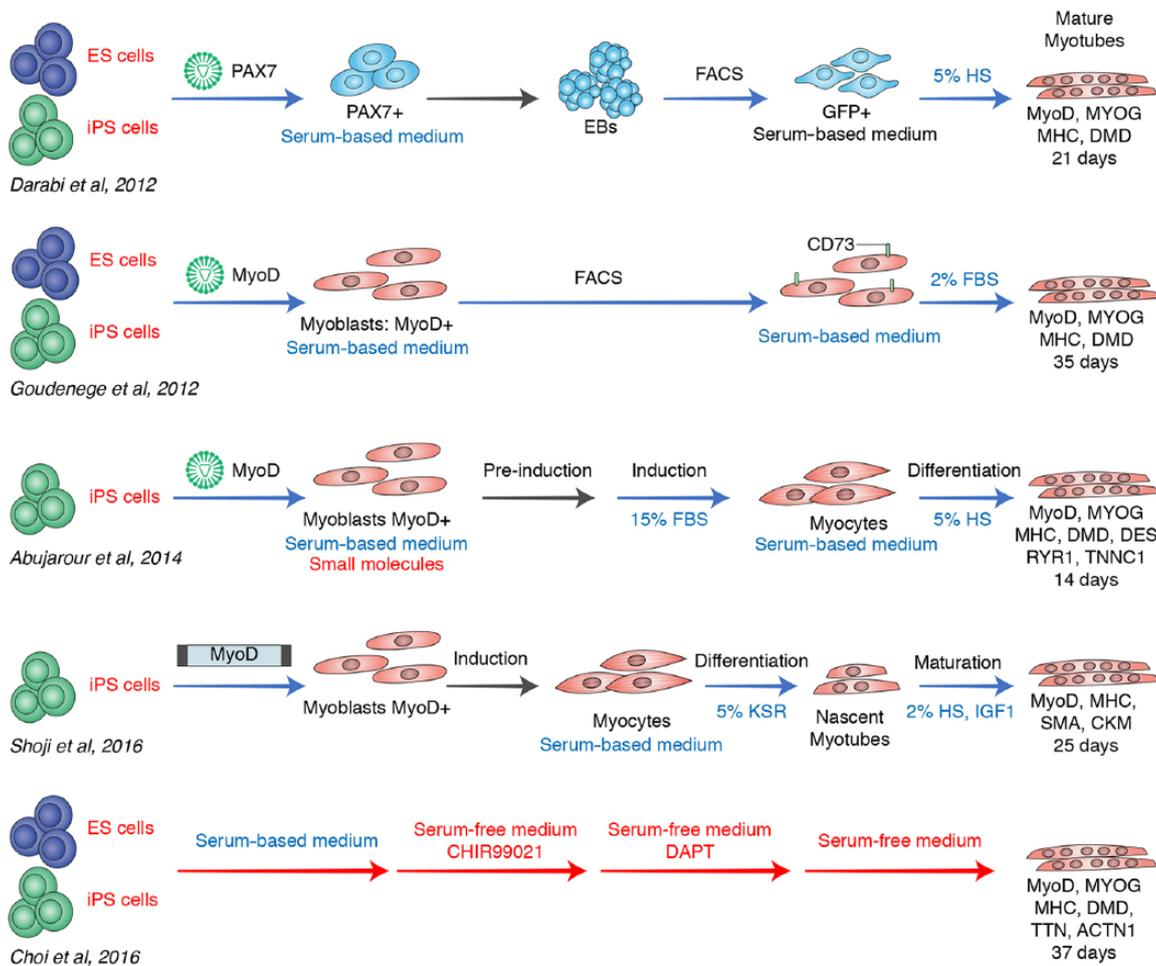 Mature
Myotubes
ES cells
iPS cells
PAX7
PAX7+
Serum-based medium
EBs
FACS
GFP+
Serum-based medium
5% HS
MyoD, MYOG
MHC, DMD
21 days
Darabi et al, 2012
ES cells
iPS cells
MyoD
Myoblasts: MyoD+
Serum-based medium
FACS
CD73
Serum-based medium
2% FBS
MyoD, MYOG
MHC, DMD
35 days
Goudenege et al, 2012
iPS cells
MyoD
Myoblasts MyoD+
Serum-based medium
Small molecules
Pre-induction
Induction
15% FBS
Myocytes
Serum-based medium
Differentiation
5% HS
MyoD, MYOG
MHC, DMD, DES
RYR1, TNNC1
14 days
Abujarour et al, 2014
iPS cells
MyoD
Myoblasts MyoD+
Induction
Myocytes
Serum-based medium
Differentiation
5% KSR
Nascent
Myotubes
Maturation
2% HS, IGF1
MyoD, MHC,
SMA, CKM
25 days
Shoji et al, 2016
ES cells
iPS cells
Serum-based medium
Serum-free medium
CHIR99021
Serum-free medium
DAPT
Serum-free medium
MyoD, MYOG
MHC, DMD,
TTN, ACTN1
37 days
Choi et al, 2016